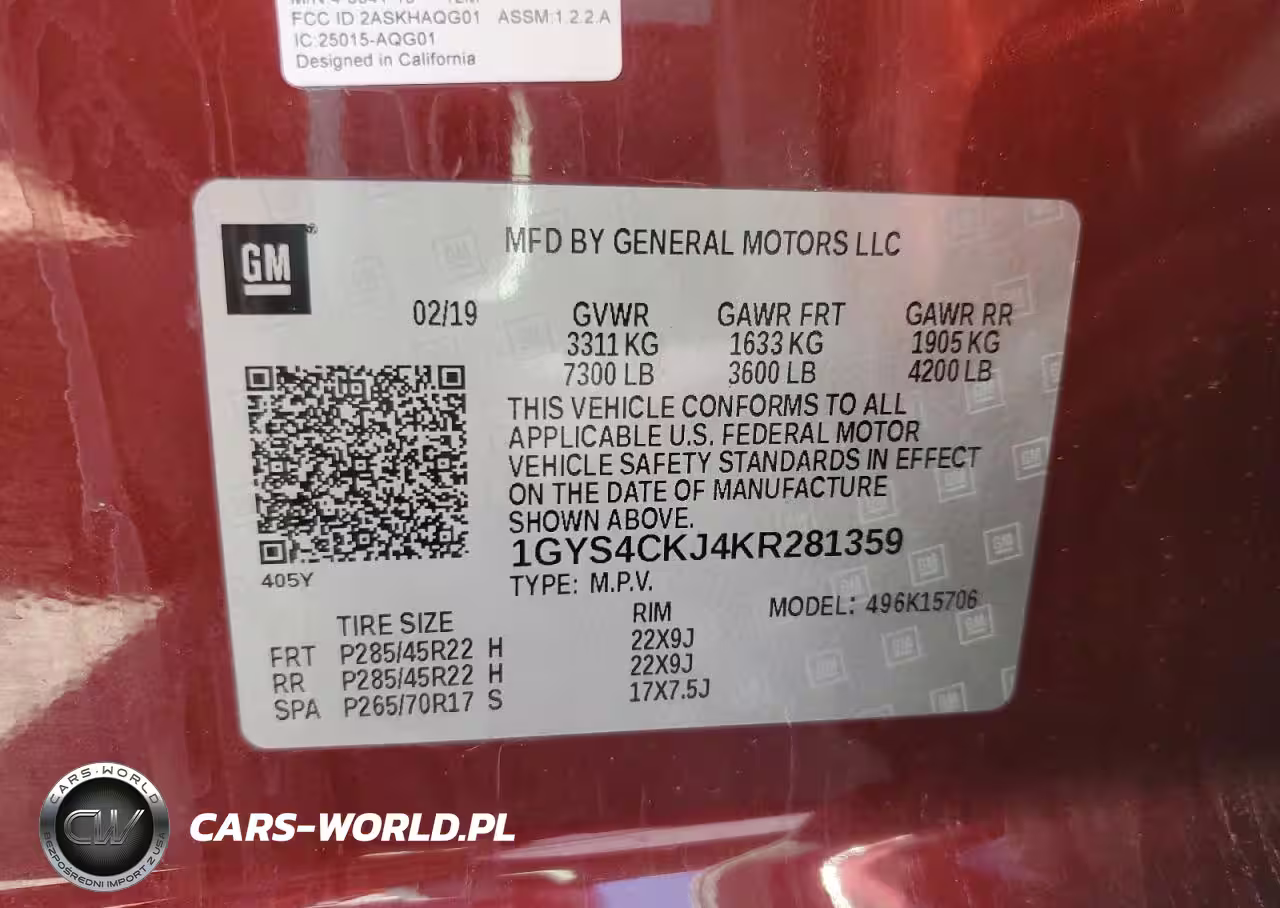 FCC ID:2ASKHAQG01 ASSM:1.2.2.A
IC:25015-AQG01
Designed in California
GM
MFD BY GENERAL MOTORS LLC
02/19 GVWR GAWR FRT GAWR RR
3311 KG 1633 KG 1905 KG
7300 LB 3600 LB 4200 LB
THIS VEHICLE CONFORMS TO ALL
APPLICABLE U.S. FEDERAL MOTOR
VEHICLE SAFETY STANDARDS IN EFFECT
ON THE DATE OF MANUFACTURE
SHOWN ABOVE.
1GYS4CKJ4KR281359
405Y
TYPE: M.P.V.
MODEL: 496K15706
TIRE SIZE RIM
FRT P285/45R22 H 22X9J
RR P285/45R22 H 22X9J
SPA P265/70R17 S 17X7.5J
CARS-WORLD
CW
BEZPOŚREDNI IMPORT Z USA
CARS-WORLD.PL